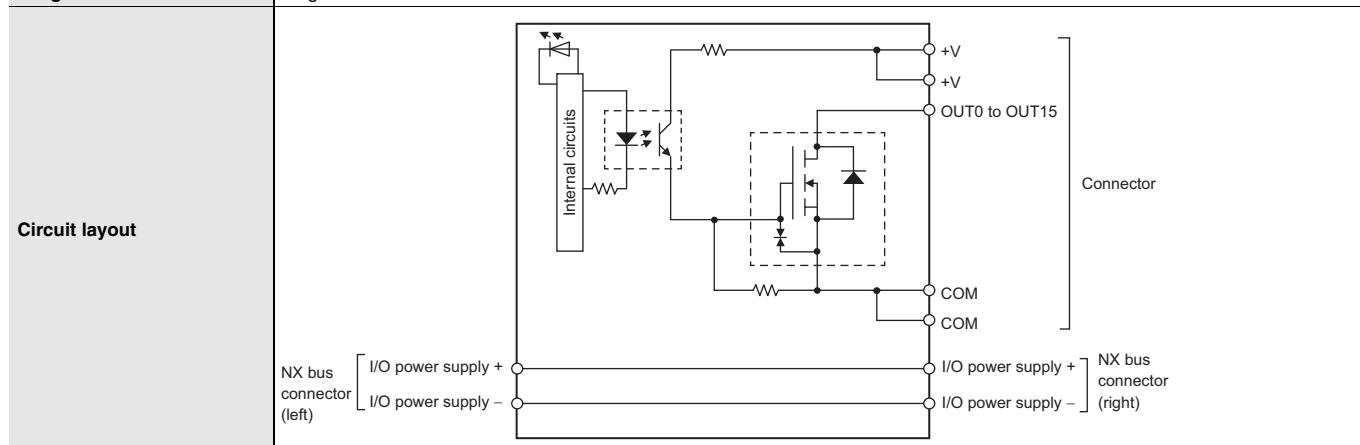 Circuit layout
Internal circuits
+V
+V
OUT0 to OUT15
Connector
COM
COM
NX bus
connector
(left)
I/O power supply +
I/O power supply –
I/O power supply +
I/O power supply –
NX bus
connector
(right)